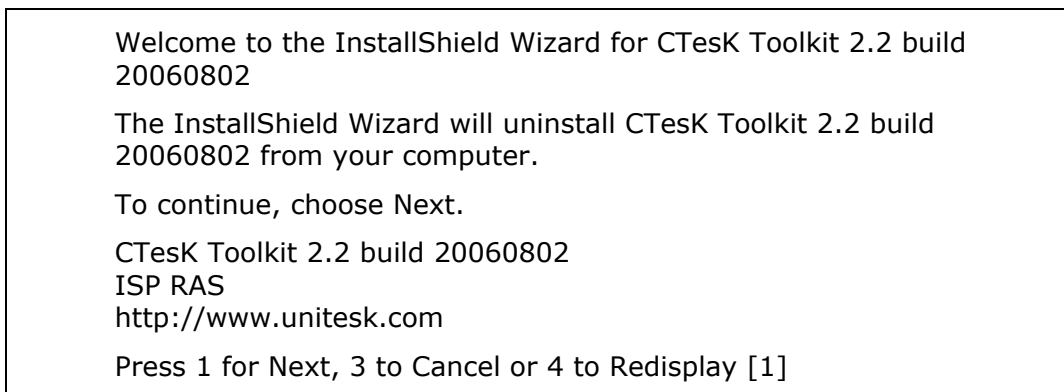 Welcome to the InstallShield Wizard for CTesK Toolkit 2.2 build
20060802
The InstallShield Wizard will uninstall CTesK Toolkit 2.2 build
20060802 from your computer.
To continue, choose Next.
CTesK Toolkit 2.2 build 20060802
ISP RAS
http://www.unitesk.com
Press 1 for Next, 3 to Cancel or 4 to Redisplay [1]